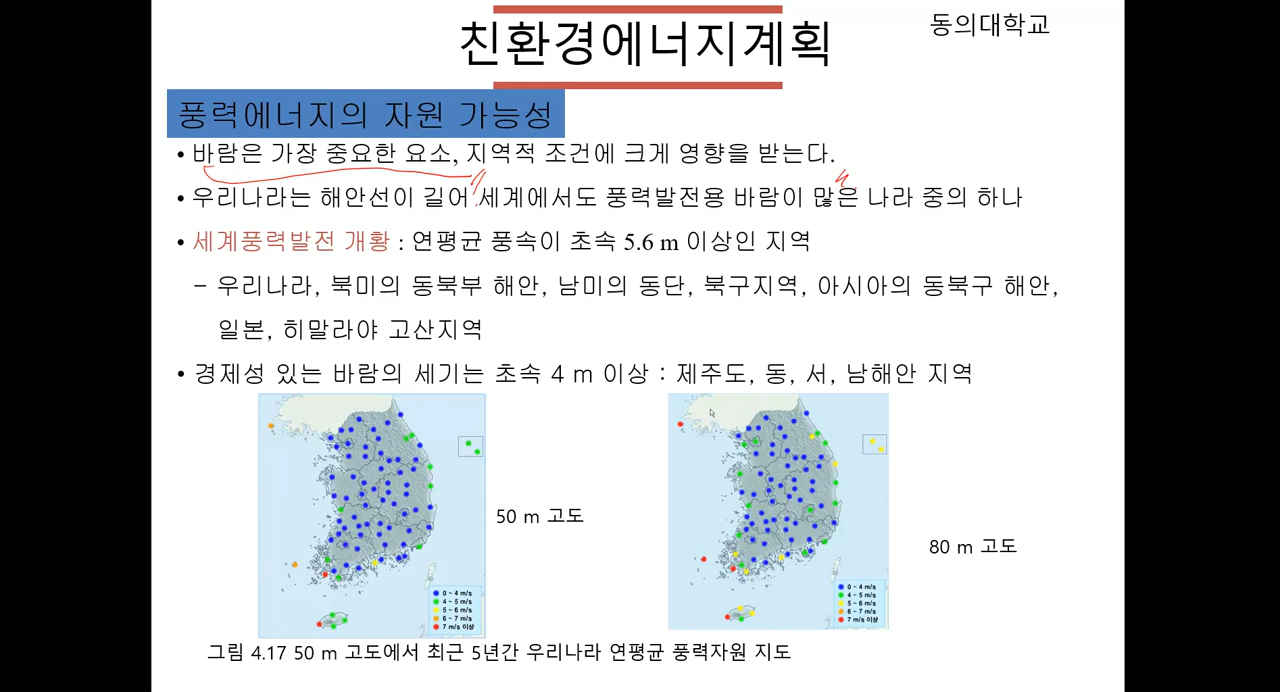 친환경에너지계획
동의대학교
풍력에너지의 자원 가능성
• 바람은 가장 중요한 요소, 지역적 조건에 크게 영향을 받는다.
• 우리나라는 해안선이 길어 세계에서도 풍력발전용 바람이 많은 나라 중의 하나
• 세계풍력발전 개황 : 연평균 풍속이 초속 5.6 m 이상인 지역
– 우리나라, 북미의 동북부 해안, 남미의 동단, 북구지역, 아시아의 동북구 해안,
일본, 히말라야 고산지역
• 경제성 있는 바람의 세기는 초속 4 m 이상 : 제주도, 동, 서, 남해안 지역
50 m 고도
0 ~ 4 m/s
4 ~ 5 m/s
5 ~ 6 m/s
6 ~ 7 m/s
7 m/s 이상
80 m 고도
0 ~ 4 m/s
4 ~ 5 m/s
5 ~ 6 m/s
6 ~ 7 m/s
7 m/s 이상
그림 4.17 50 m 고도에서 최근 5년간 우리나라 연평균 풍력자원 지도